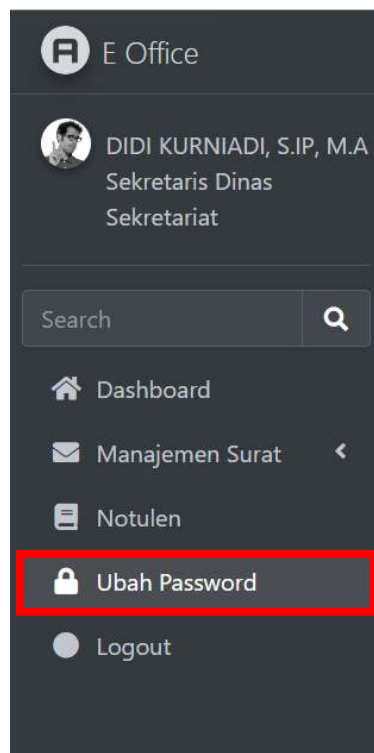 E Office
DIDI KURNIADI, S.IP, M.A
Sekretaris Dinas
Sekretariat
Search
Dashboard
Manajemen Surat
Notulen
Ubah Password
Logout